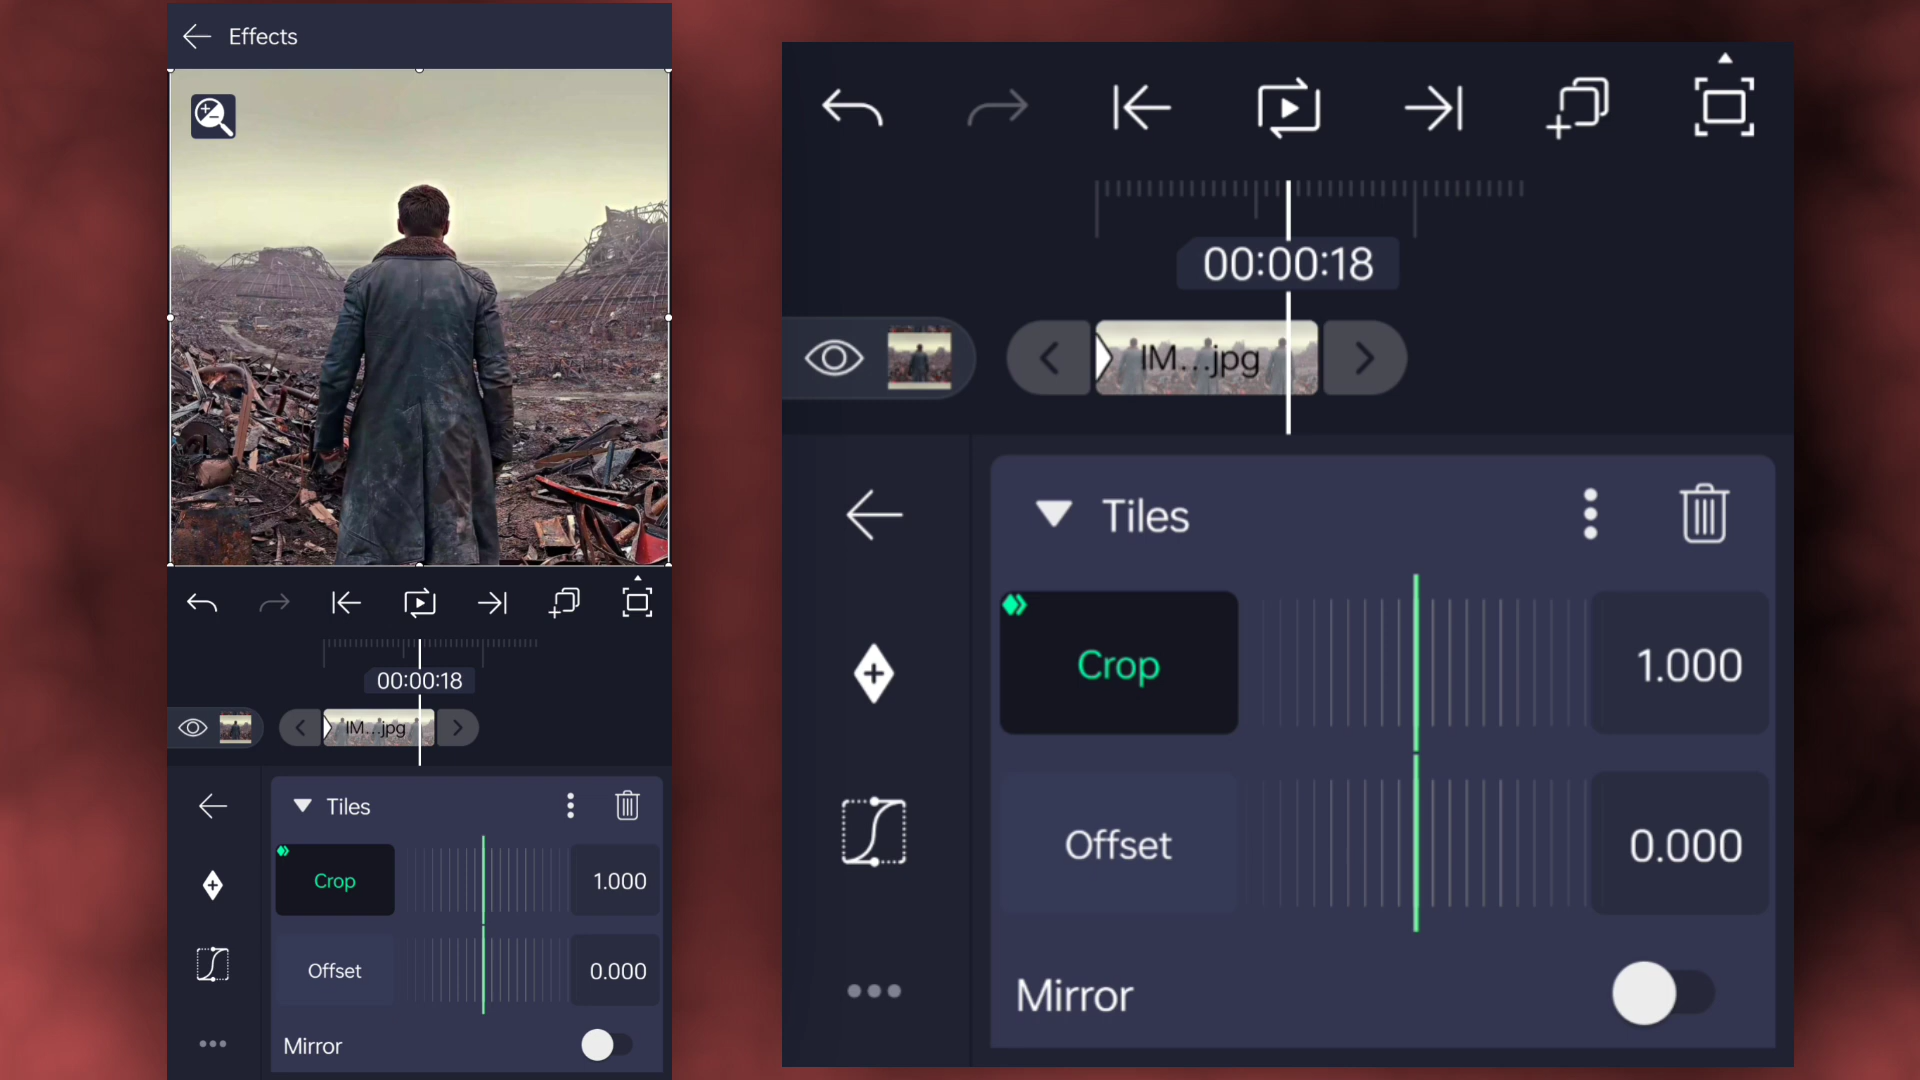 Effects
00:00:18
IM...jpg
Tiles
Crop
1.000
Offset
0.000
Mirror
00:00:18
IM...jpg
Tiles
Crop
1.000
Offset
0.000
Mirror